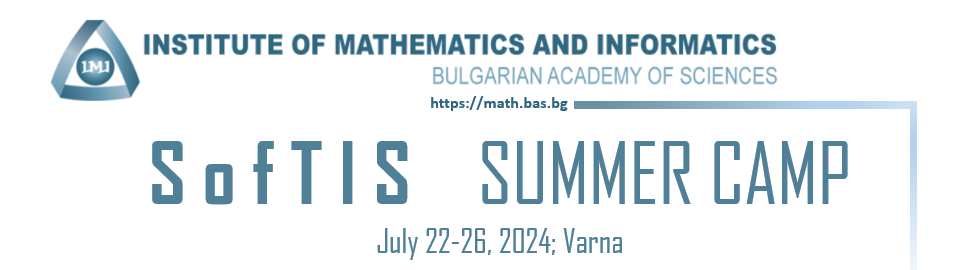 IMI
INSTITUTE OF MATHEMATICS AND INFORMATICS
BULGARIAN ACADEMY OF SCIENCES
https://math.bas.bg
SofTIS SUMMER CAMP
July 22-26, 2024; Varna